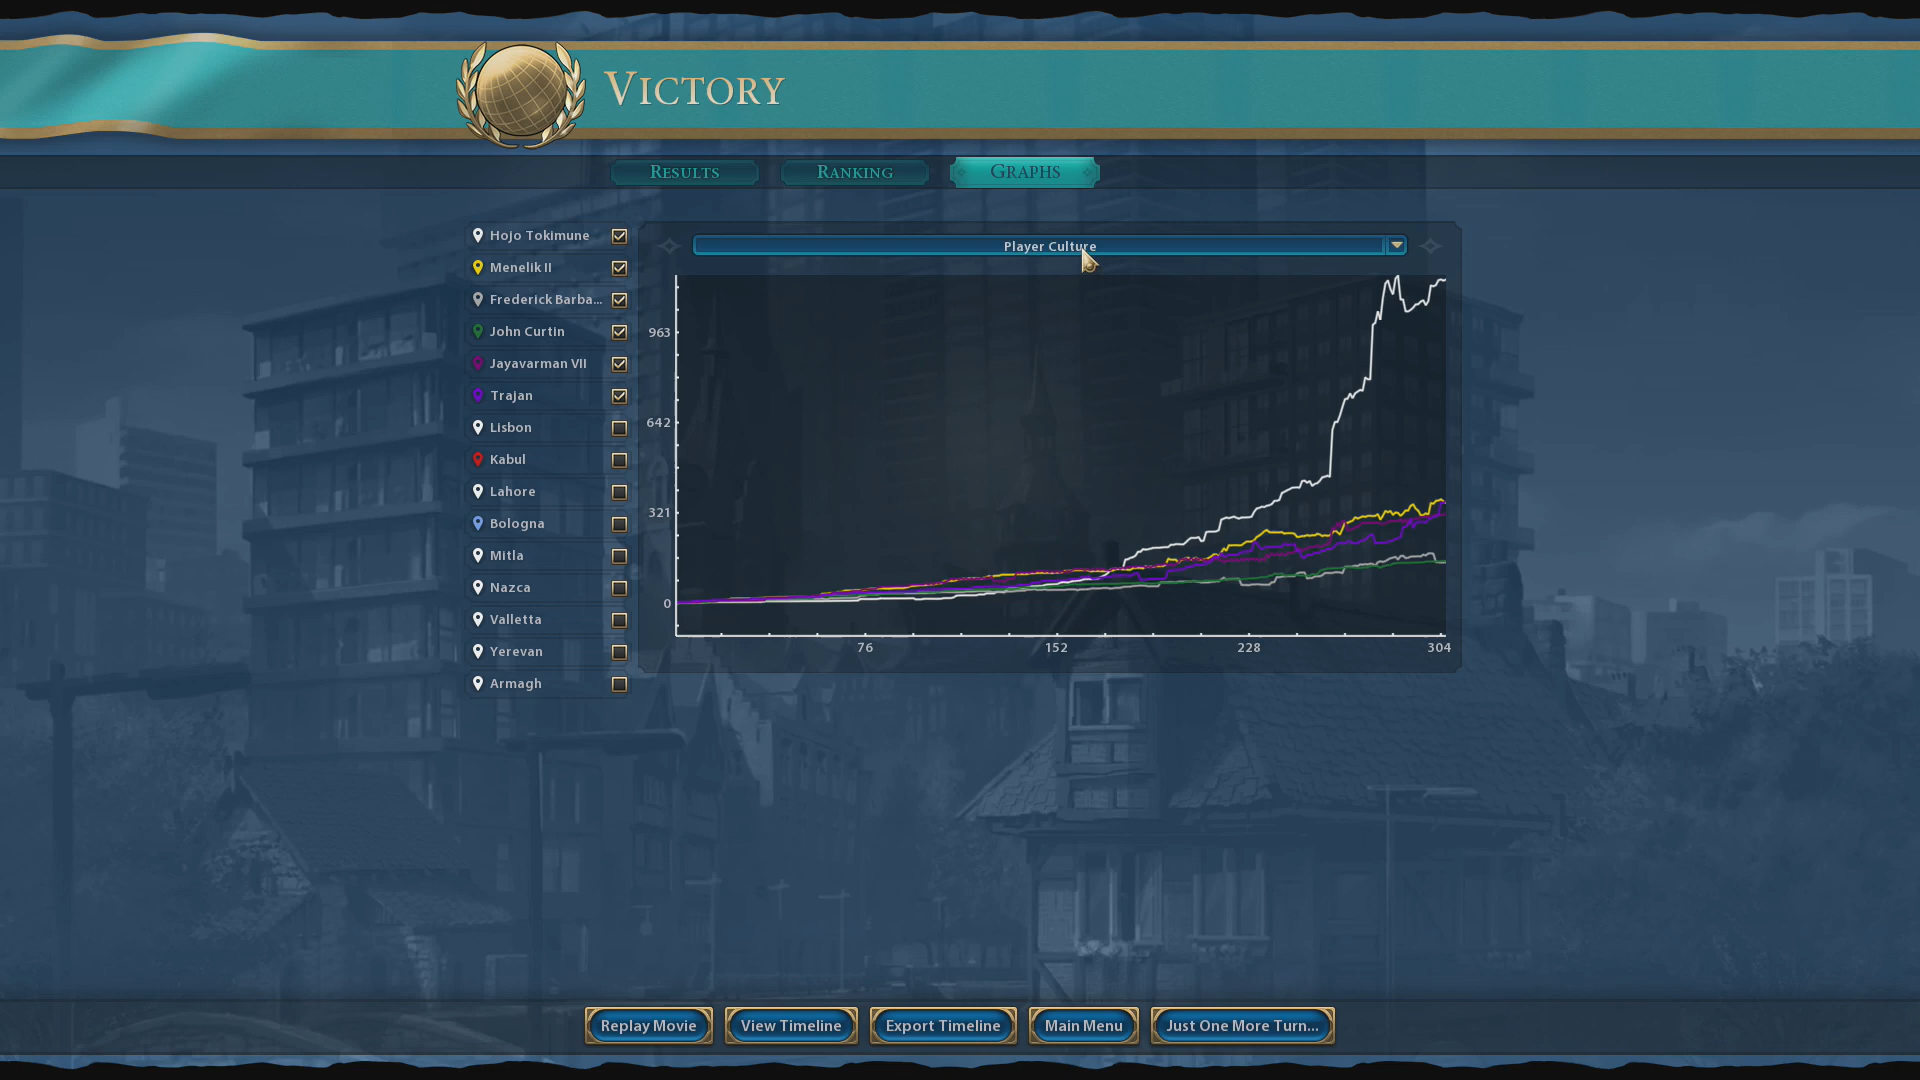 VICTORY
RESULTS
RANKING
GRAPHS
Hojo Tokimune
Menelik II
Frederick Barba...
John Curtin
Jayavarman VII
Trajan
Lisbon
Kabul
Lahore
Bologna
Mitla
Nazca
Valletta
Yerevan
Armagh
Player Culture
963
642
321
0
76
152
228
304
Replay Movie
View Timeline
Export Timeline
Main Menu
Just One More Turn...